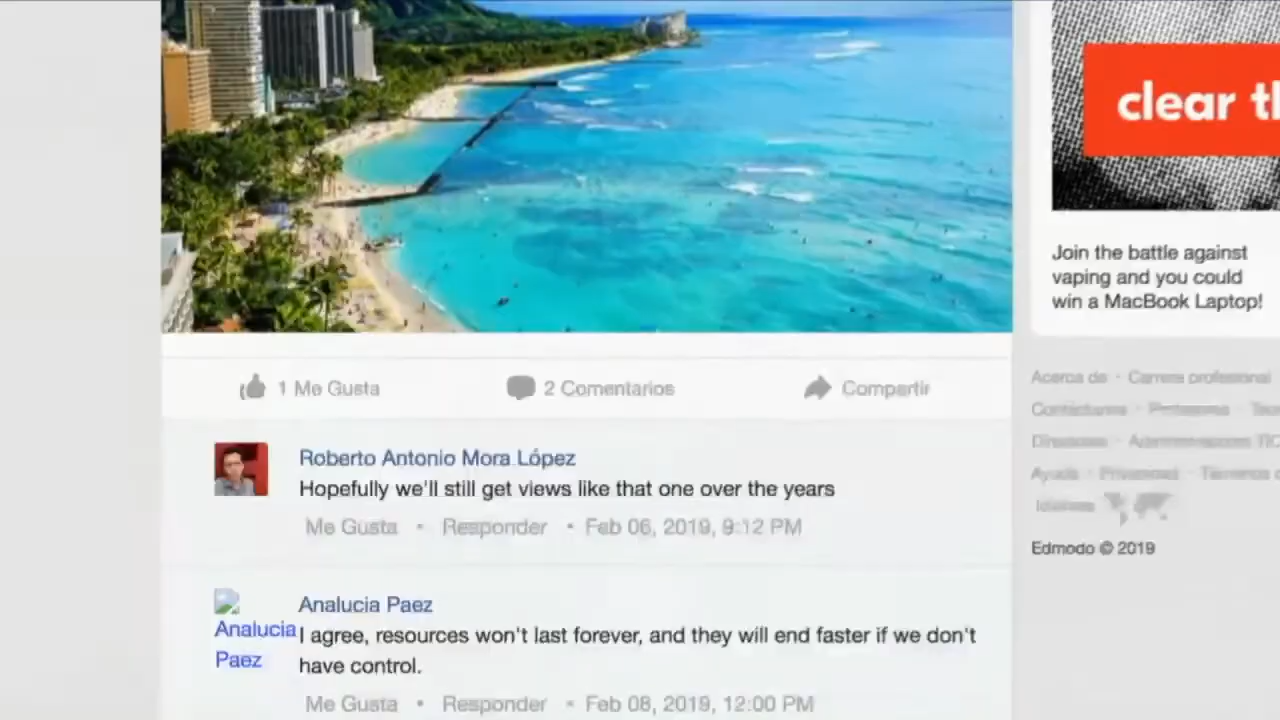 clear th
Join the battle against
vaping and you could
win a MacBook Laptop!
1 Me Gusta
2 Comentarios
Compartir
Acerca de · Carrera profesional
Contáctanos
Ayuda · Privacidad
Idiomas
Edmodo © 2019
Roberto Antonio Mora López
Hopefully we'll still get views like that one over the years
Me Gusta • Responder • Feb 06, 2019, 9:12 PM
Analucia
Paez
Analucia Paez
I agree, resources won't last forever, and they will end faster if we don't
have control.
Me Gusta • Responder • Feb 08, 2019, 12:00 PM